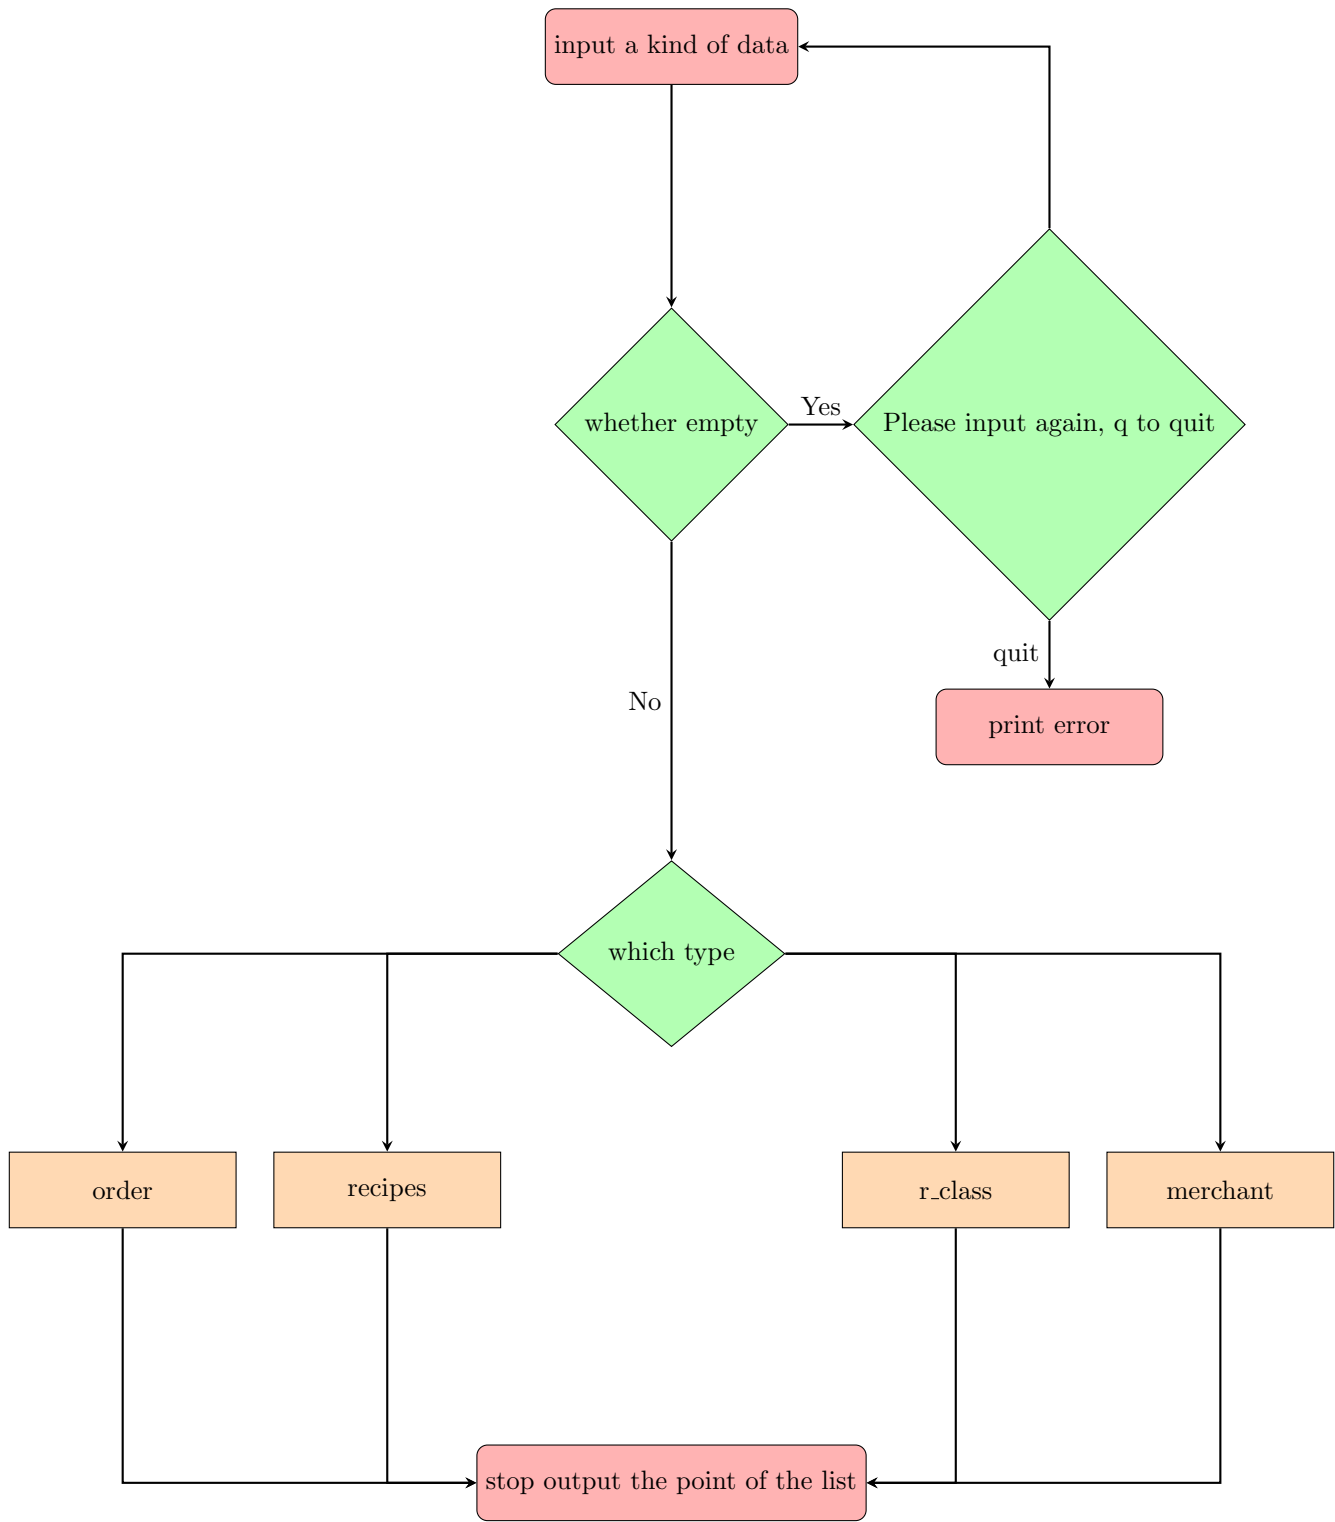 input a kind of data
whether empty
Yes
Please input again, q to quit
quit
No
print error
which type
order
recipes
r_class
merchant
stop output the point of the list